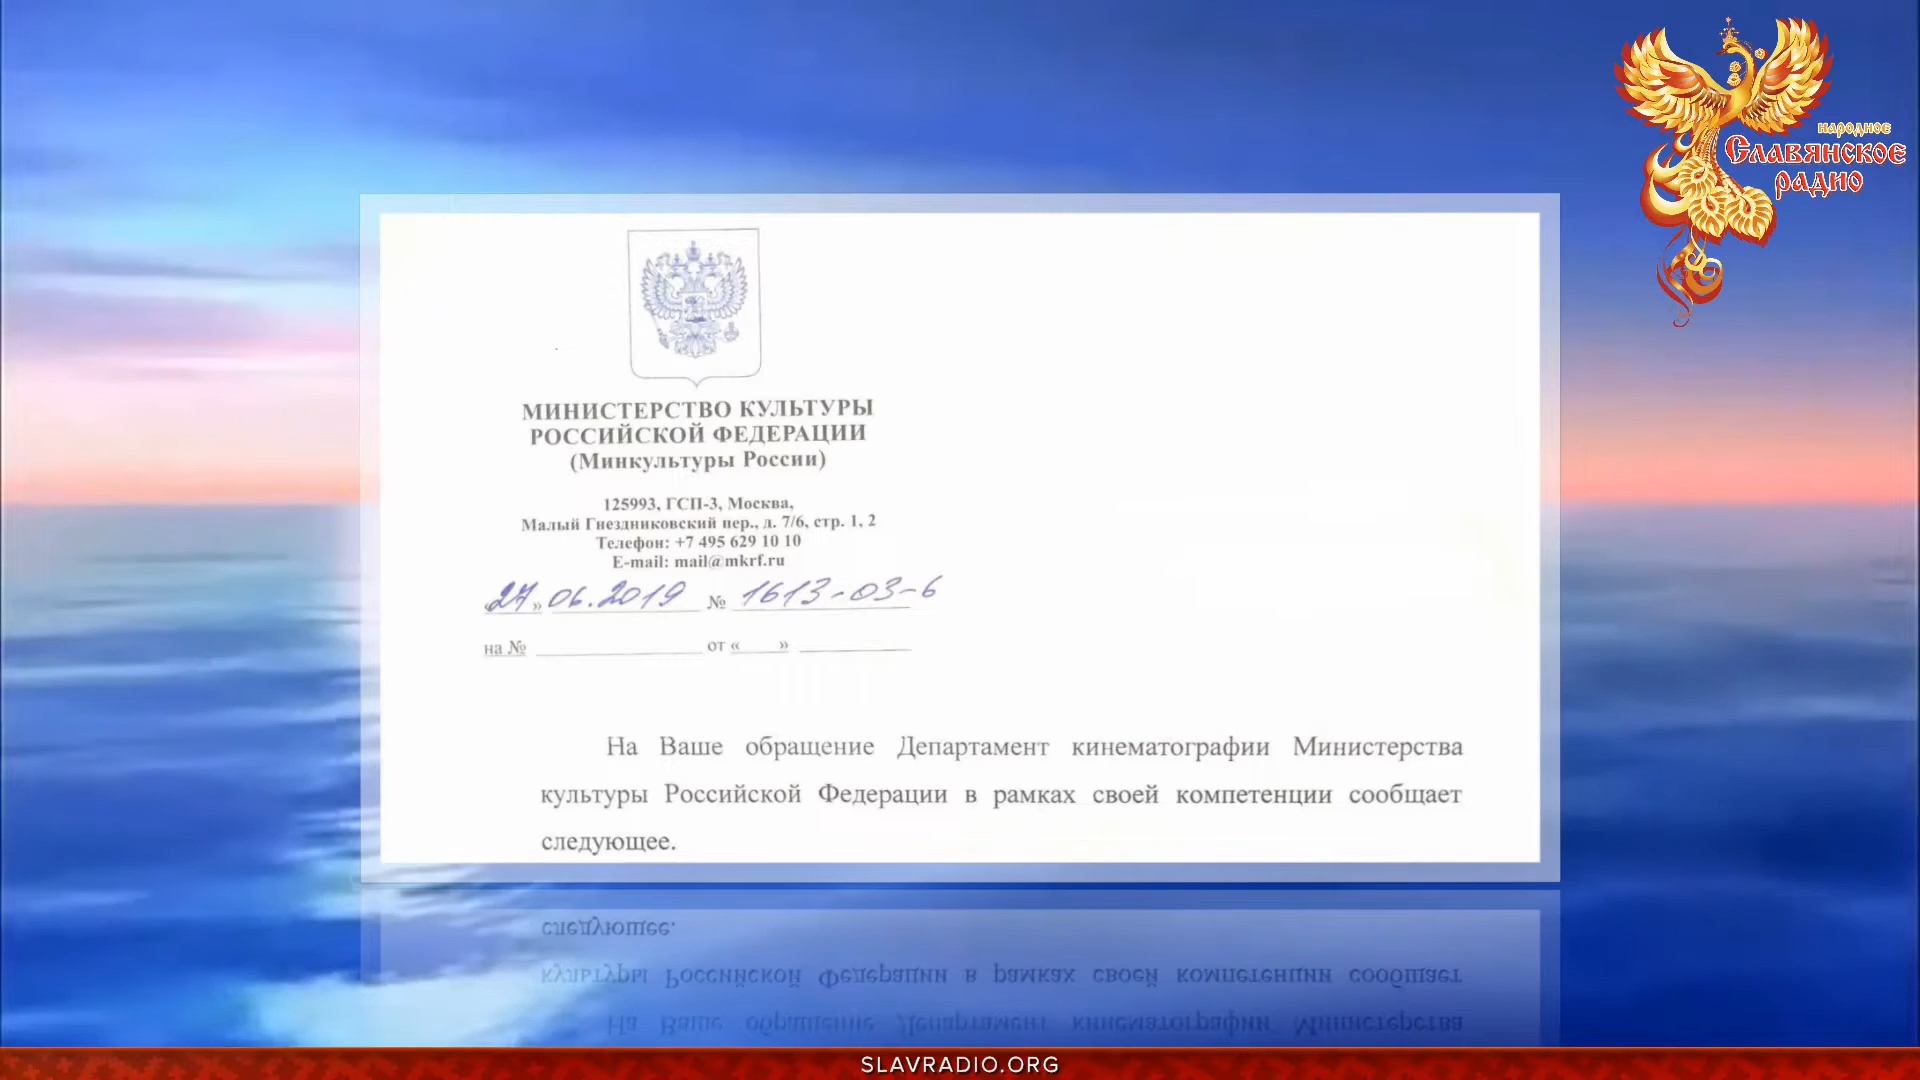 народное
Славянское
радио
МИНИСТЕРСТВО КУЛЬТУРЫ
РОССИЙСКОЙ ФЕДЕРАЦИИ
(Минкультуры России)
125993, ГСП-3, Москва,
Малый Гнездниковский пер., д. 7/6, стр. 1, 2
Телефон: +7 495 629 10 10
E-mail: mail@mkrf.ru
«27» 06.2019 № 1613-03-6
на № ____________ от «____» ________
На Ваше обращение Департамент кинематографии Министерства
культуры Российской Федерации в рамках своей компетенции сообщает
следующее.
SLAVRADIO.ORG